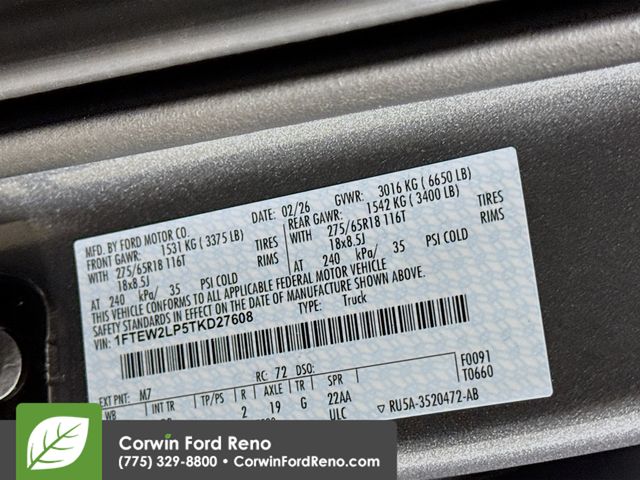 MFD. BY FORD MOTOR CO.
DATE: 02/26 GVWR: 3016 KG ( 6650 LB)
FRONT GAWR: 1531 KG ( 3375 LB) REAR GAWR: 1542 KG ( 3400 LB)
WITH 275/65R18 116T TIRES WITH 275/65R18 116T TIRES
18x8.5J RIMS 18x8.5J RIMS
AT 240 kPa/ 35 PSI COLD AT 240 kPa/ 35 PSI COLD
THIS VEHICLE CONFORMS TO ALL APPLICABLE FEDERAL MOTOR VEHICLE
SAFETY STANDARDS IN EFFECT ON THE DATE OF MANUFACTURE SHOWN ABOVE.
VIN: 1FTEW2LP5TKD27608 TYPE: Truck
EXT PNT: M7 RC: 72 DSO: F0091
WB INT TR TP/PS R AXLE TR SPR T0660
2 19 G 22AA
ULC ▽ RU5A-3520472-AB
Corwin Ford Reno
(775) 329-8800 • CorwinFordReno.com